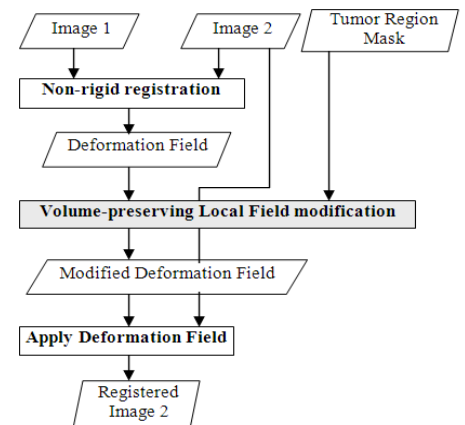 Image 1
Image 2
Tumor Region
Mask
Non-rigid registration
Deformation Field
Volume-preserving Local Field modification
Modified Deformation Field
Apply Deformation Field
Registered
Image 2